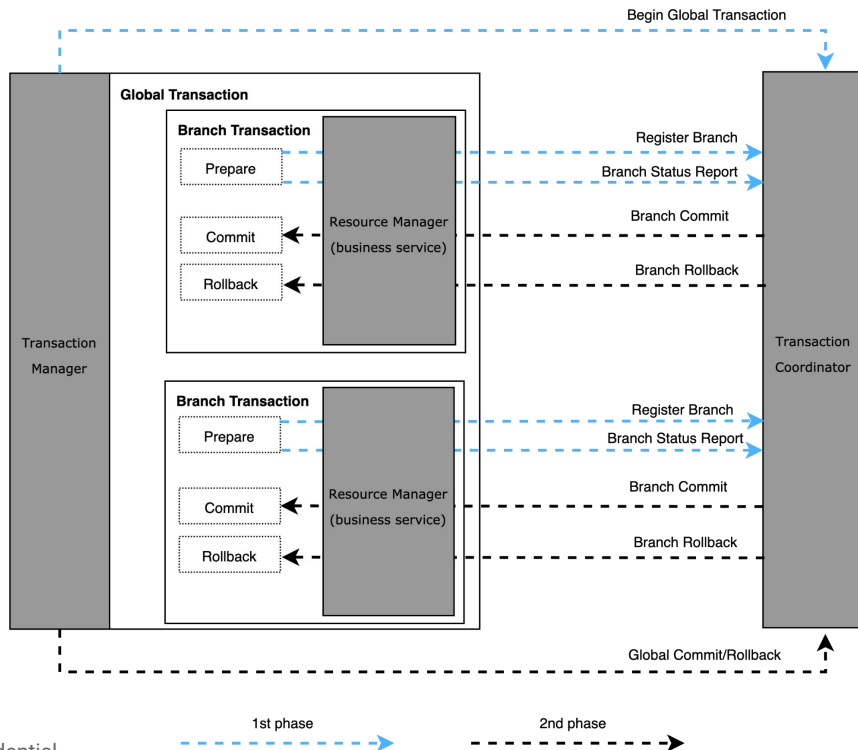 Begin Global Transaction
Global Transaction
Branch Transaction
Prepare
Commit
Rollback
Resource Manager
(business service)
Register Branch
Branch Status Report
Branch Commit
Branch Rollback
Transaction
Manager
Transaction
Coordinator
Branch Transaction
Prepare
Commit
Rollback
Resource Manager
(business service)
Register Branch
Branch Status Report
Branch Commit
Branch Rollback
Global Commit/Rollback
1st phase
2nd phase